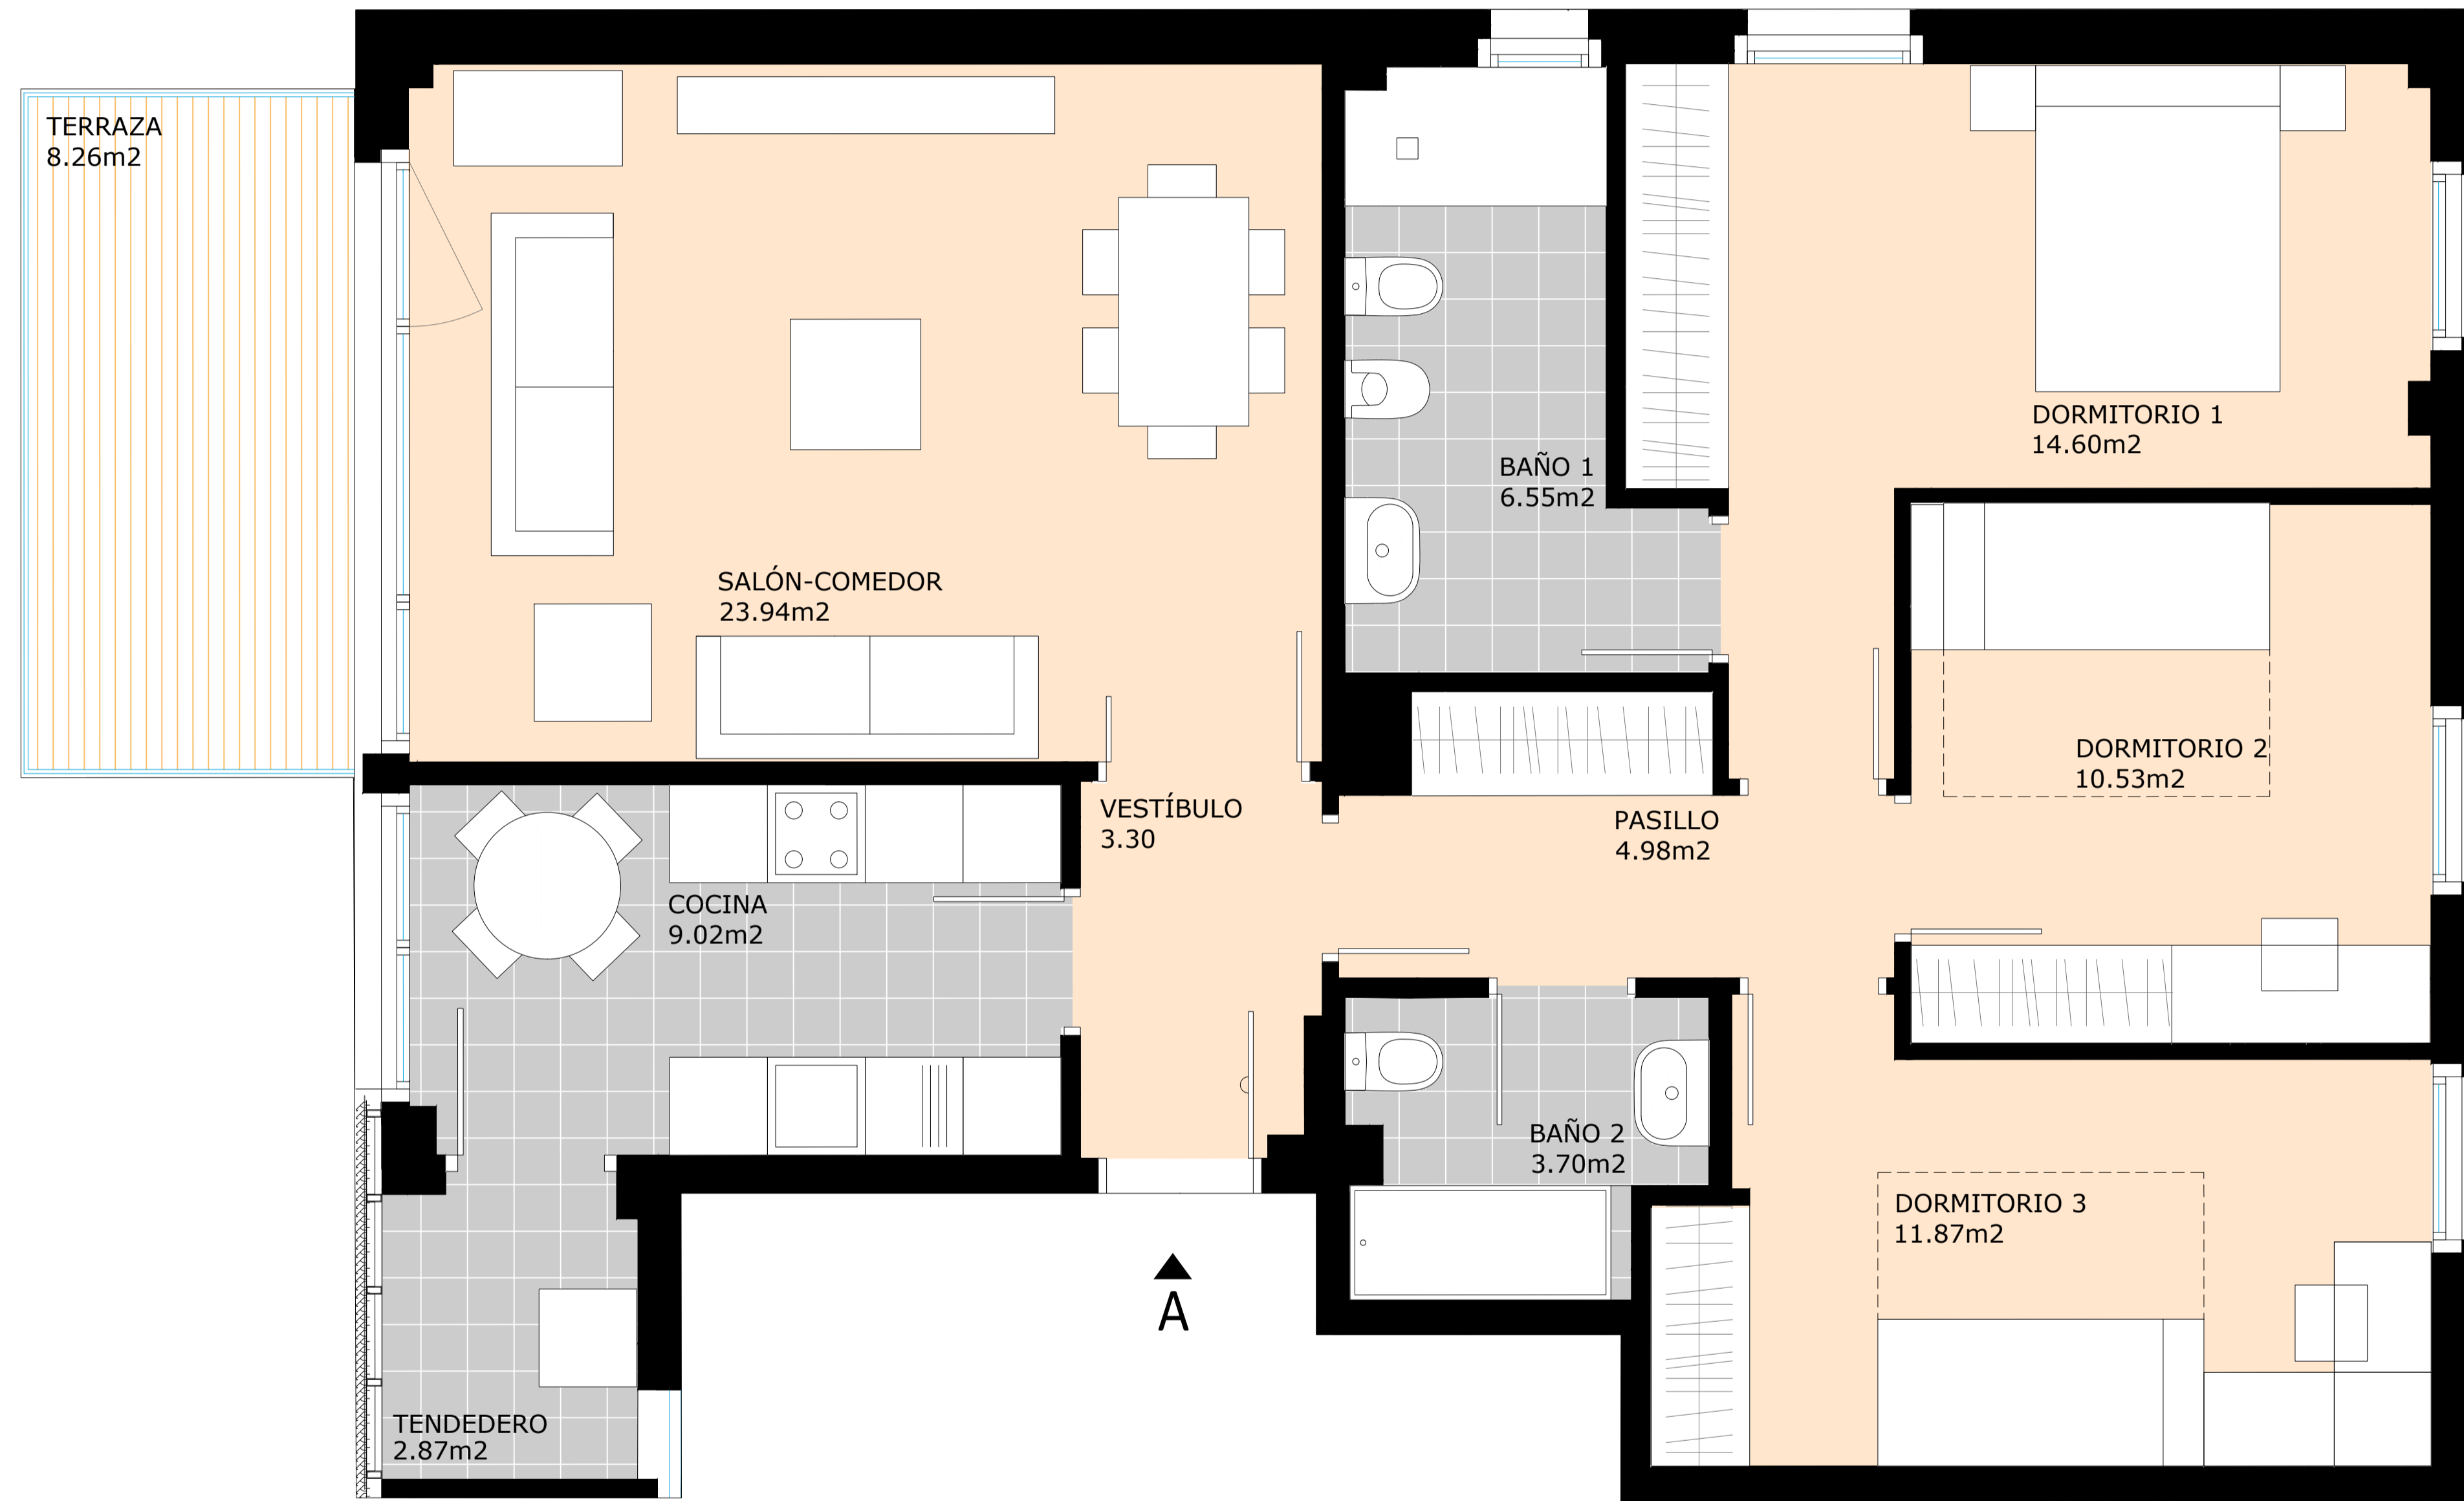 TERRAZA
8.26m2
SALÓN-COMEDOR
23.94m2
BAÑO 1
6.55m2
DORMITORIO 1
14.60m2
DORMITORIO 2
10.53m2
VESTÍBULO
3.30
PASILLO
4.98m2
COCINA
9.02m2
BAÑO 2
3.70m2
DORMITORIO 3
11.87m2
A
TENDEDERO
2.87m2